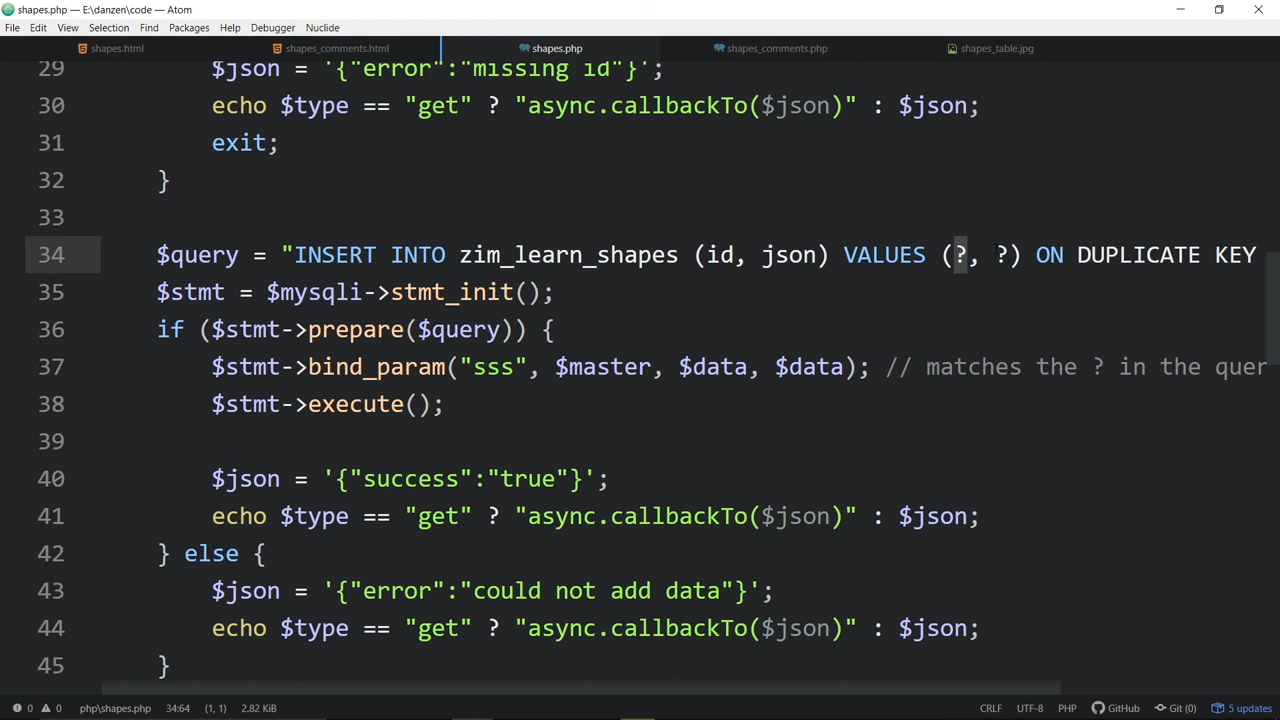 shapes.php — E:\danzen\code — Atom
File Edit View Selection Find Packages Help Debugger Nuclide
shapes.html shapes_comments.html shapes.php shapes_comments.php shapes_table.jpg
29 $json = '{"error":"missing id"}';
30 echo $type == "get" ? "async.callbackTo($json)" : $json;
31 exit;
32 }
33
34 $query = "INSERT INTO zim_learn_shapes (id, json) VALUES (?, ?) ON DUPLICATE KEY
35 $stmt = $mysqli->stmt_init();
36 if ($stmt->prepare($query)) {
37 $stmt->bind_param("sss", $master, $data, $data); // matches the ? in the quer
38 $stmt->execute();
39
40 $json = '{"success":"true"}';
41 echo $type == "get" ? "async.callbackTo($json)" : $json;
42 } else {
43 $json = '{"error":"could not add data"}';
44 echo $type == "get" ? "async.callbackTo($json)" : $json;
45 }
0 0 php\shapes.php 34:64 (1, 1) 2.82 KiB CRLF UTF-8 PHP GitHub Git (0) 5 updates